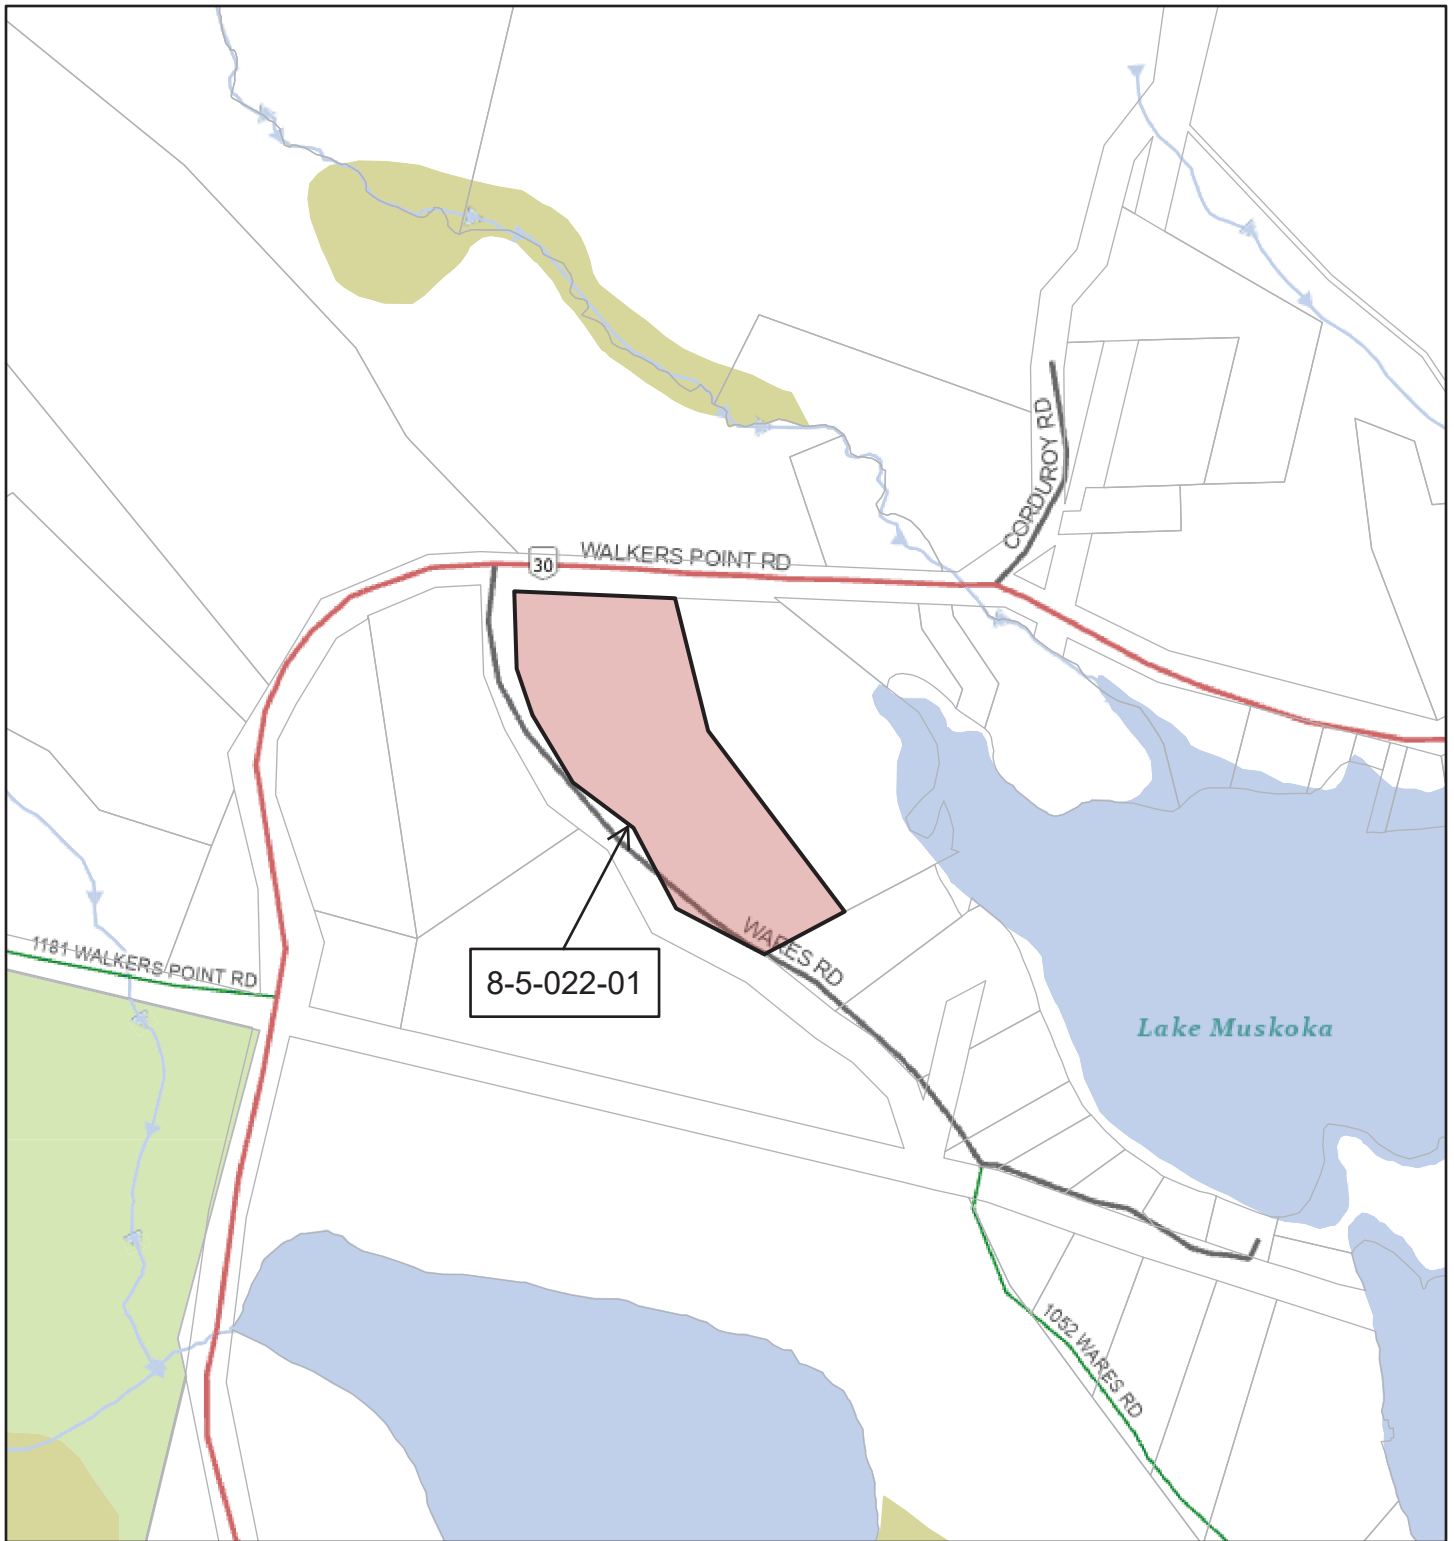 CORDUROY RD
WALKERS POINT RD
30
WARES RD
1181 WALKERS POINT RD
8-5-022-01
Lake Muskoka
1052 WARES RD